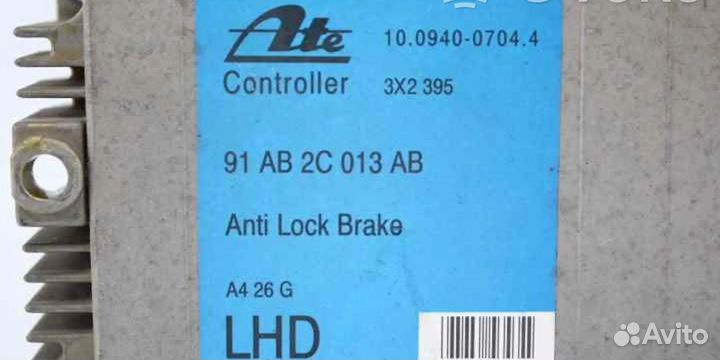 Ate 10.0940-0704.4
Controller 3X2 395
91 AB 2C 013 AB
Anti Lock Brake
A4 26 G
LHD
Avito